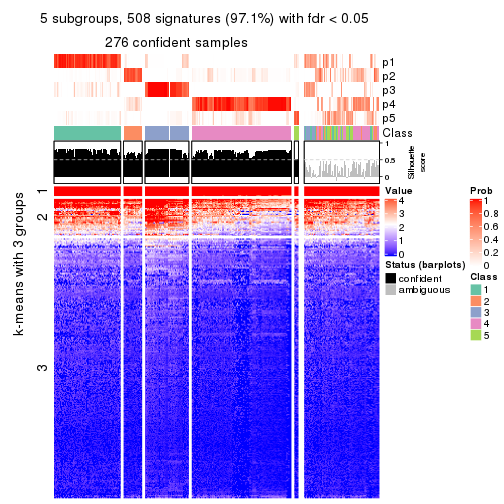 5 subgroups, 508 signatures (97.1%) with fdr < 0.05
276 confident samples
p1
p2
p3
p4
p5
Class
1
0.5
0
Silhouette
score
k-means with 3 groups
1
2
3
Value
4
3
2
1
0
Status (barplots)
confident
ambiguous
Prob
1
0.8
0.6
0.4
0.2
0
Class
1
2
3
4
5